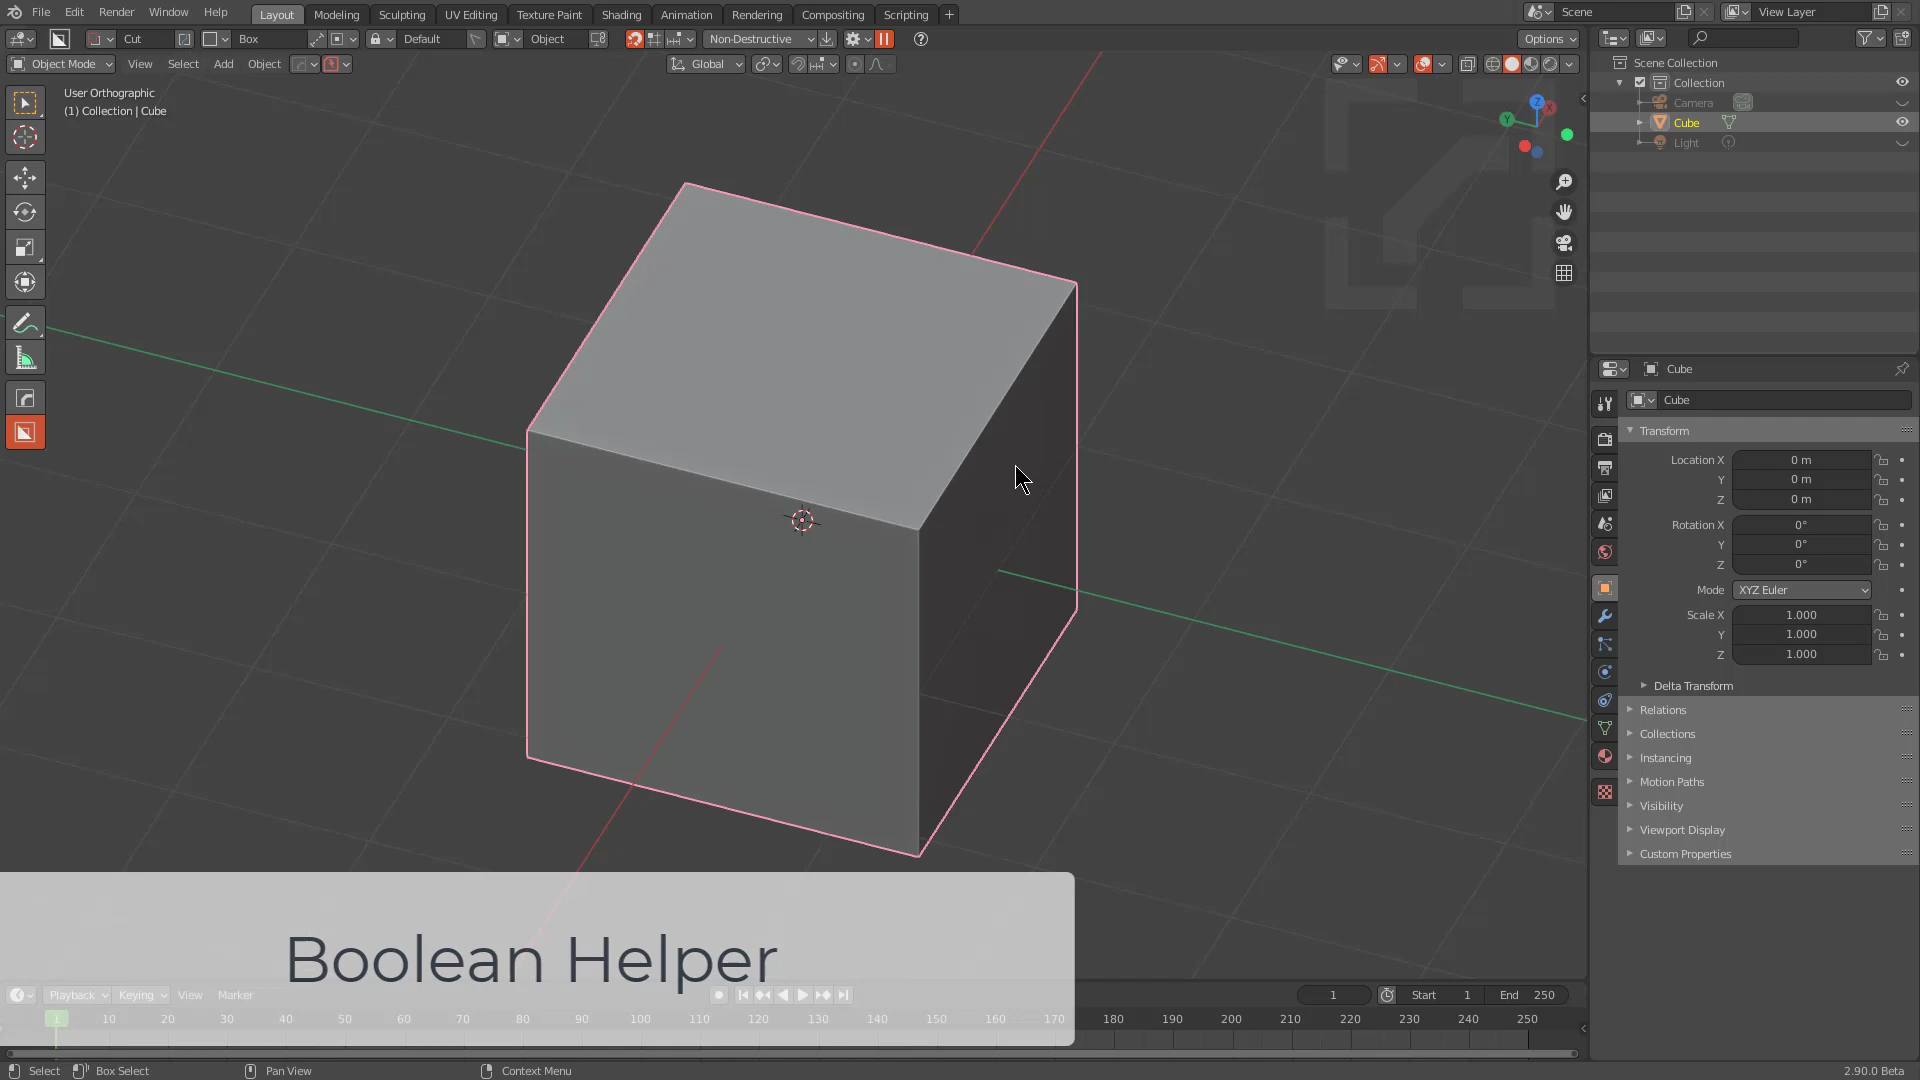 File Edit Render Window Help Layout Modeling Sculpting UV Editing Texture Paint Shading Animation Rendering Compositing Scripting + Scene View Layer
Cut Box Default Object Non-Destructive Options
Object Mode View Select Add Object Global
User Orthographic
(1) Collection | Cube
Z
X
Y
Scene Collection
Collection
Camera
Cube
Light
Cube
Cube
Transform
Location X 0 m
Y 0 m
Z 0 m
Rotation X 0°
Y 0°
Z 0°
Mode XYZ Euler
Scale X 1.000
Y 1.000
Z 1.000
Delta Transform
Relations
Collections
Instancing
Motion Paths
Visibility
Viewport Display
Custom Properties
Boolean Helper
Playback Keying View Marker 1 Start 1 End 250
1 10 20 30 40 50 60 70 80 90 100 110 120 130 140 150 160 170 180 190 200 210 220 230 240 250
Select Box Select Pan View Context Menu 2.90.0 Beta